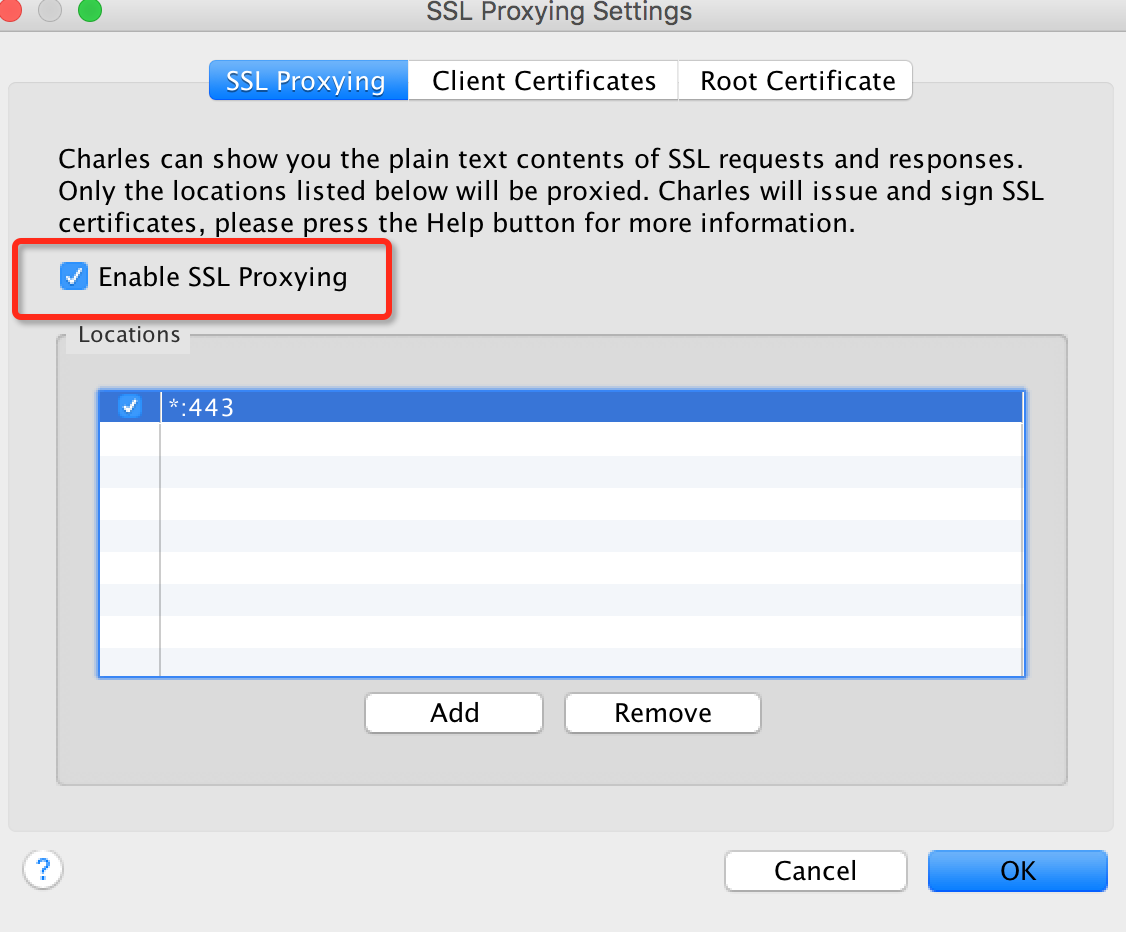 SSL Proxying Settings
SSL Proxying
Client Certificates
Root Certificate
Charles can show you the plain text contents of SSL requests and responses.
Only the locations listed below will be proxied. Charles will issue and sign SSL
certificates, please press the Help button for more information.
Enable SSL Proxying
Locations
*:443
Add
Remove
?
Cancel
OK